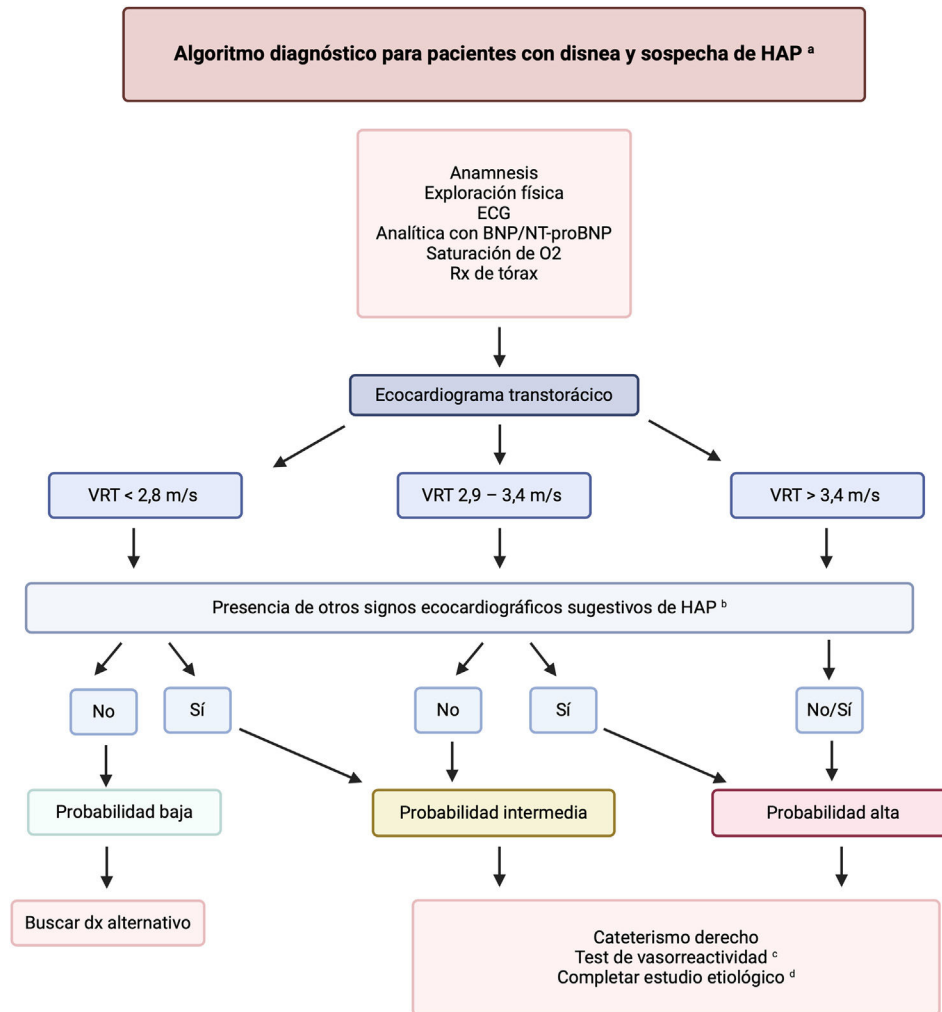 Algoritmo diagnóstico para pacientes con disnea y sospecha de HAP ª
Anamnesis
Exploración física
ECG
Analítica con BNP/NT-proBNP
Saturación de O2
Rx de tórax
Ecocardiograma transtorácico
VRT < 2,8 m/s
VRT 2,9 – 3,4 m/s
VRT > 3,4 m/s
Presencia de otros signos ecocardiográficos sugestivos de HAP ᵇ
No
Sí
No
Sí
No/Sí
Probabilidad baja
Probabilidad intermedia
Probabilidad alta
Buscar dx alternativo
Cateterismo derecho
Test de vasorreactividad ᶜ
Completar estudio etiológico ᵈ